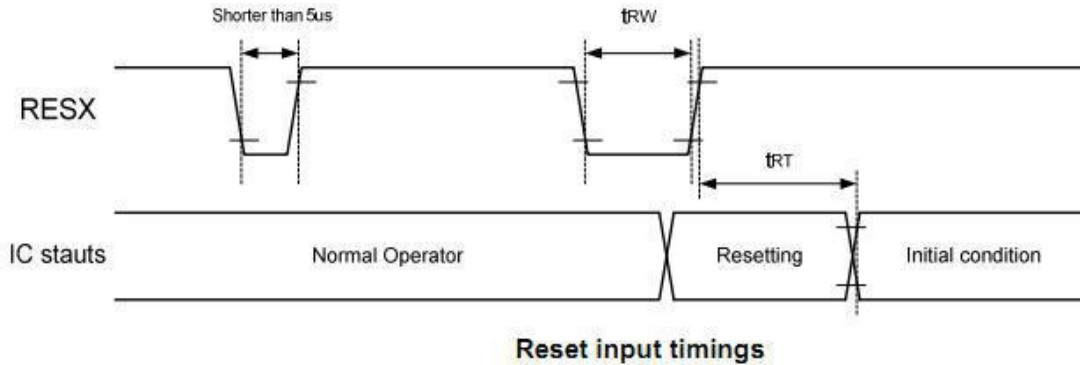 Shorter than 5us
tRW
RESX
tRT
IC stauts
Normal Operator
Resetting
Initial condition
Reset input timings